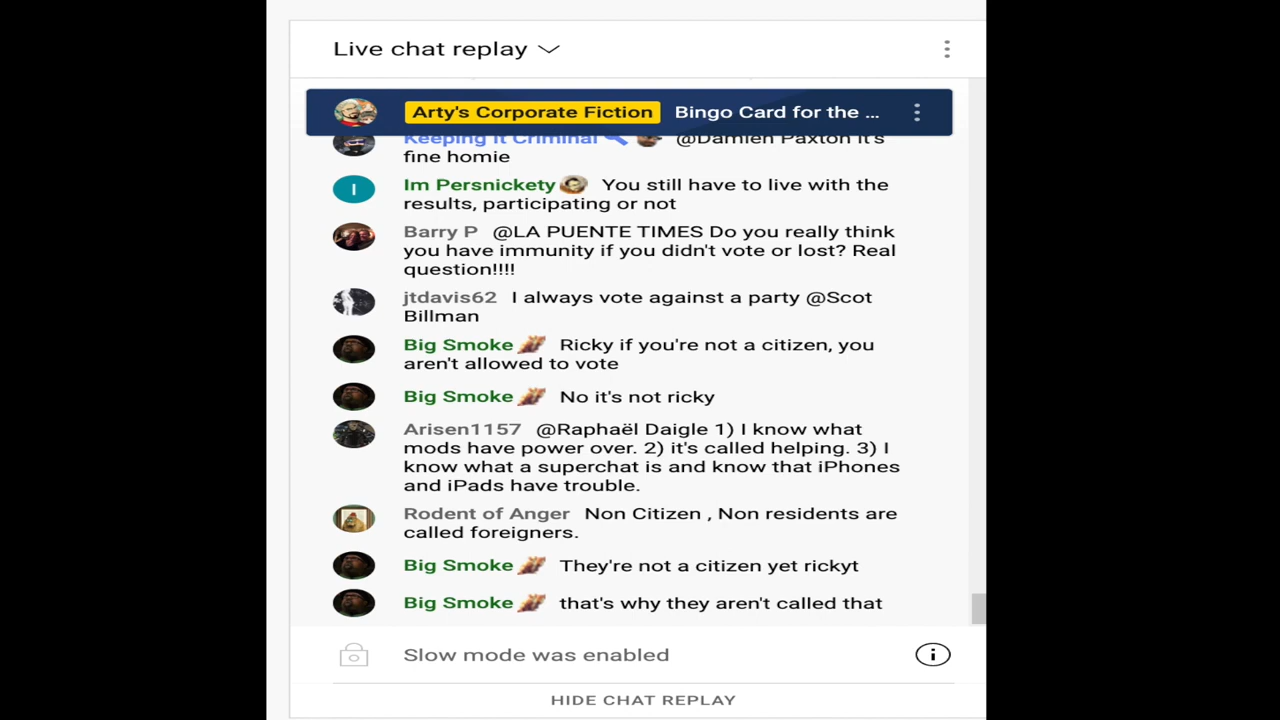 Live chat replay
Arty's Corporate Fiction Bingo Card for the ...
Keeping it Criminal @Damien Paxton it's
fine homie
I
Im Persnickety You still have to live with the
results, participating or not
Barry P @LA PUENTE TIMES Do you really think
you have immunity if you didn't vote or lost? Real
question!!!!
jtdavis62 I always vote against a party @Scot
Billman
Big Smoke Ricky if you're not a citizen, you
aren't allowed to vote
Big Smoke No it's not ricky
Arisen1157 @Raphaël Daigle 1) I know what
mods have power over. 2) it's called helping. 3) I
know what a superchat is and know that iPhones
and iPads have trouble.
Rodent of Anger Non Citizen , Non residents are
called foreigners.
Big Smoke They're not a citizen yet rickyt
Big Smoke that's why they aren't called that
Slow mode was enabled
HIDE CHAT REPLAY